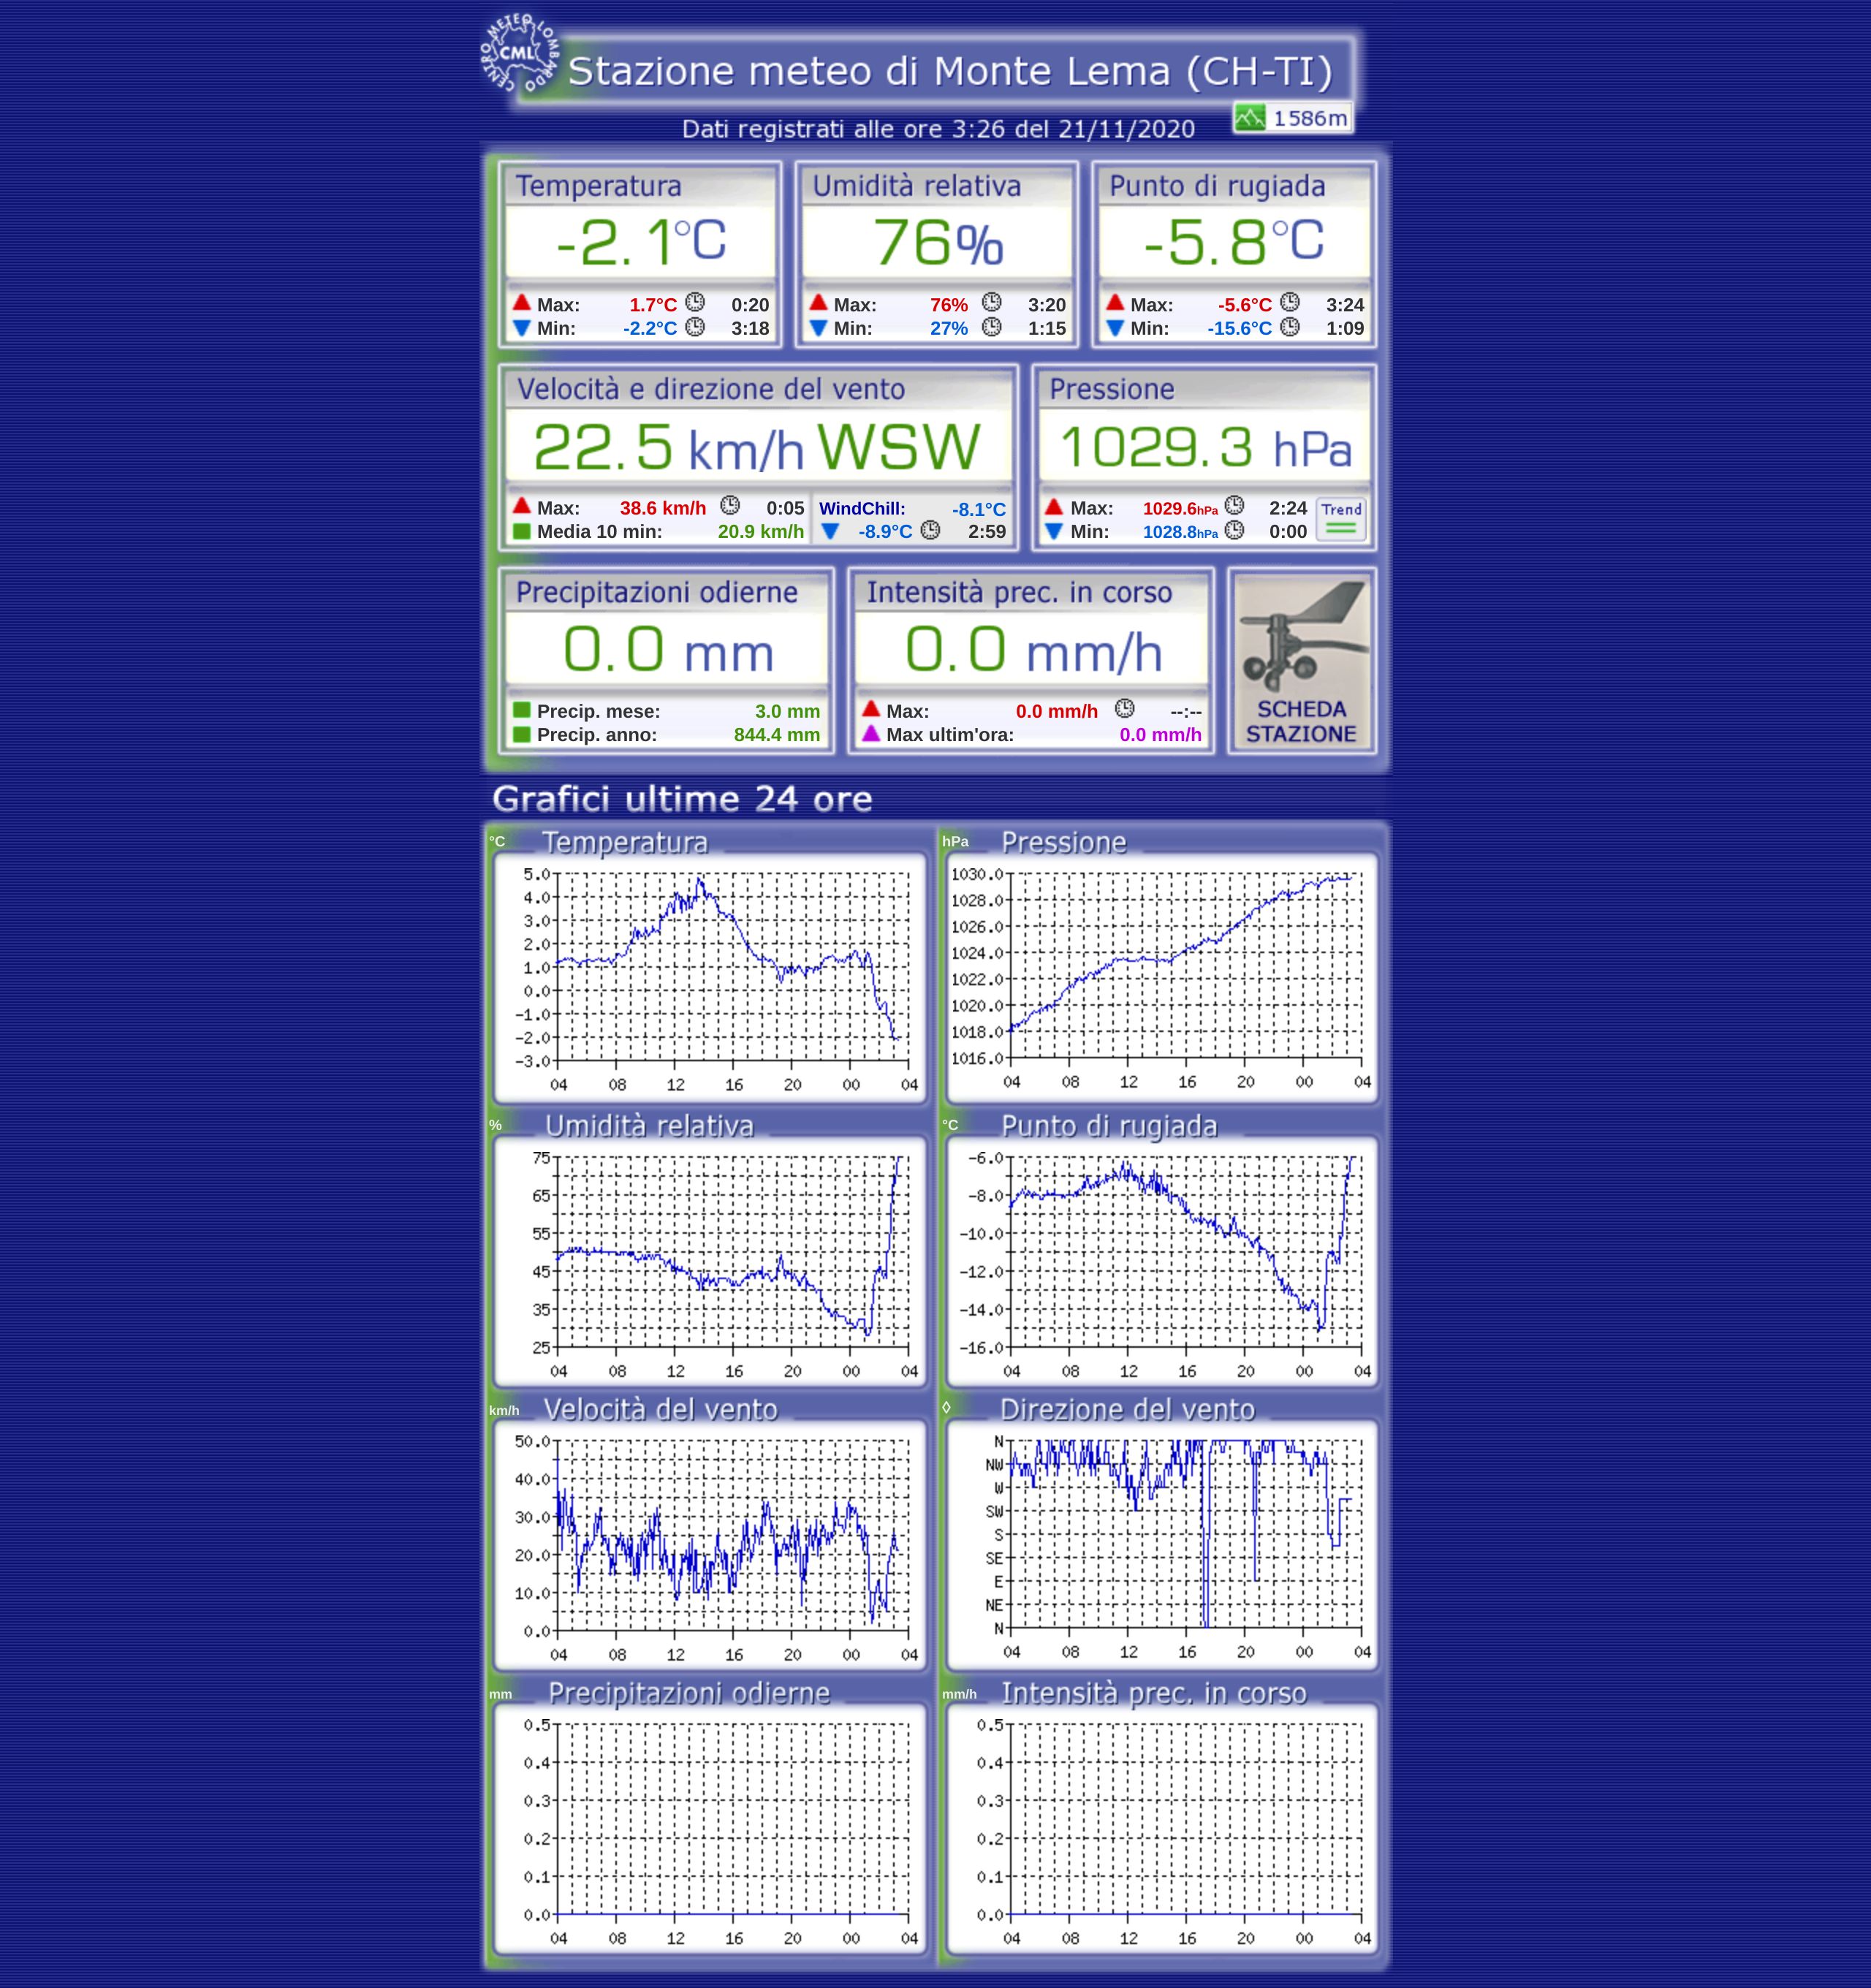 CENTRO METEO LOMBARDO
CML
Stazione meteo di Monte Lema (CH-TI)
1586m
Dati registrati alle ore 3:26 del 21/11/2020
Temperatura Umidità relativa Punto di rugiada
-2.1°C 76% -5.8°C
Max: 1.7°C 0:20 Max: 76% 3:20 Max: -5.6°C 3:24
Min: -2.2°C 3:18 Min: 27% 1:15 Min: -15.6°C 1:09
Velocità e direzione del vento Pressione
22.5 km/h WSW 1029.3 hPa
Max: 38.6 km/h 0:05 WindChill: -8.1°C Max: 1029.6hPa 2:24 Trend
Media 10 min: 20.9 km/h -8.9°C 2:59 Min: 1028.8hPa 0:00
Precipitazioni odierne Intensità prec. in corso
0.0 mm 0.0 mm/h
Precip. mese: 3.0 mm Max: 0.0 mm/h --:-- SCHEDA
Precip. anno: 844.4 mm Max ultim'ora: 0.0 mm/h STAZIONE
Grafici ultime 24 ore
°C Temperatura
5.0
4.0
3.0
2.0
1.0
0.0
-1.0
-2.0
-3.0
04 08 12 16 20 00 04
hPa Pressione
1030.0
1028.0
1026.0
1024.0
1022.0
1020.0
1018.0
1016.0
04 08 12 16 20 00 04
% Umidità relativa
75
65
55
45
35
25
04 08 12 16 20 00 04
°C Punto di rugiada
-6.0
-8.0
-10.0
-12.0
-14.0
-16.0
04 08 12 16 20 00 04
km/h Velocità del vento
50.0
40.0
30.0
20.0
10.0
0.0
04 08 12 16 20 00 04
◊ Direzione del vento
N
NW
W
SW
S
SE
E
NE
N
04 08 12 16 20 00 04
mm Precipitazioni odierne
0.5
0.4
0.3
0.2
0.1
0.0
04 08 12 16 20 00 04
mm/h Intensità prec. in corso
0.5
0.4
0.3
0.2
0.1
0.0
04 08 12 16 20 00 04